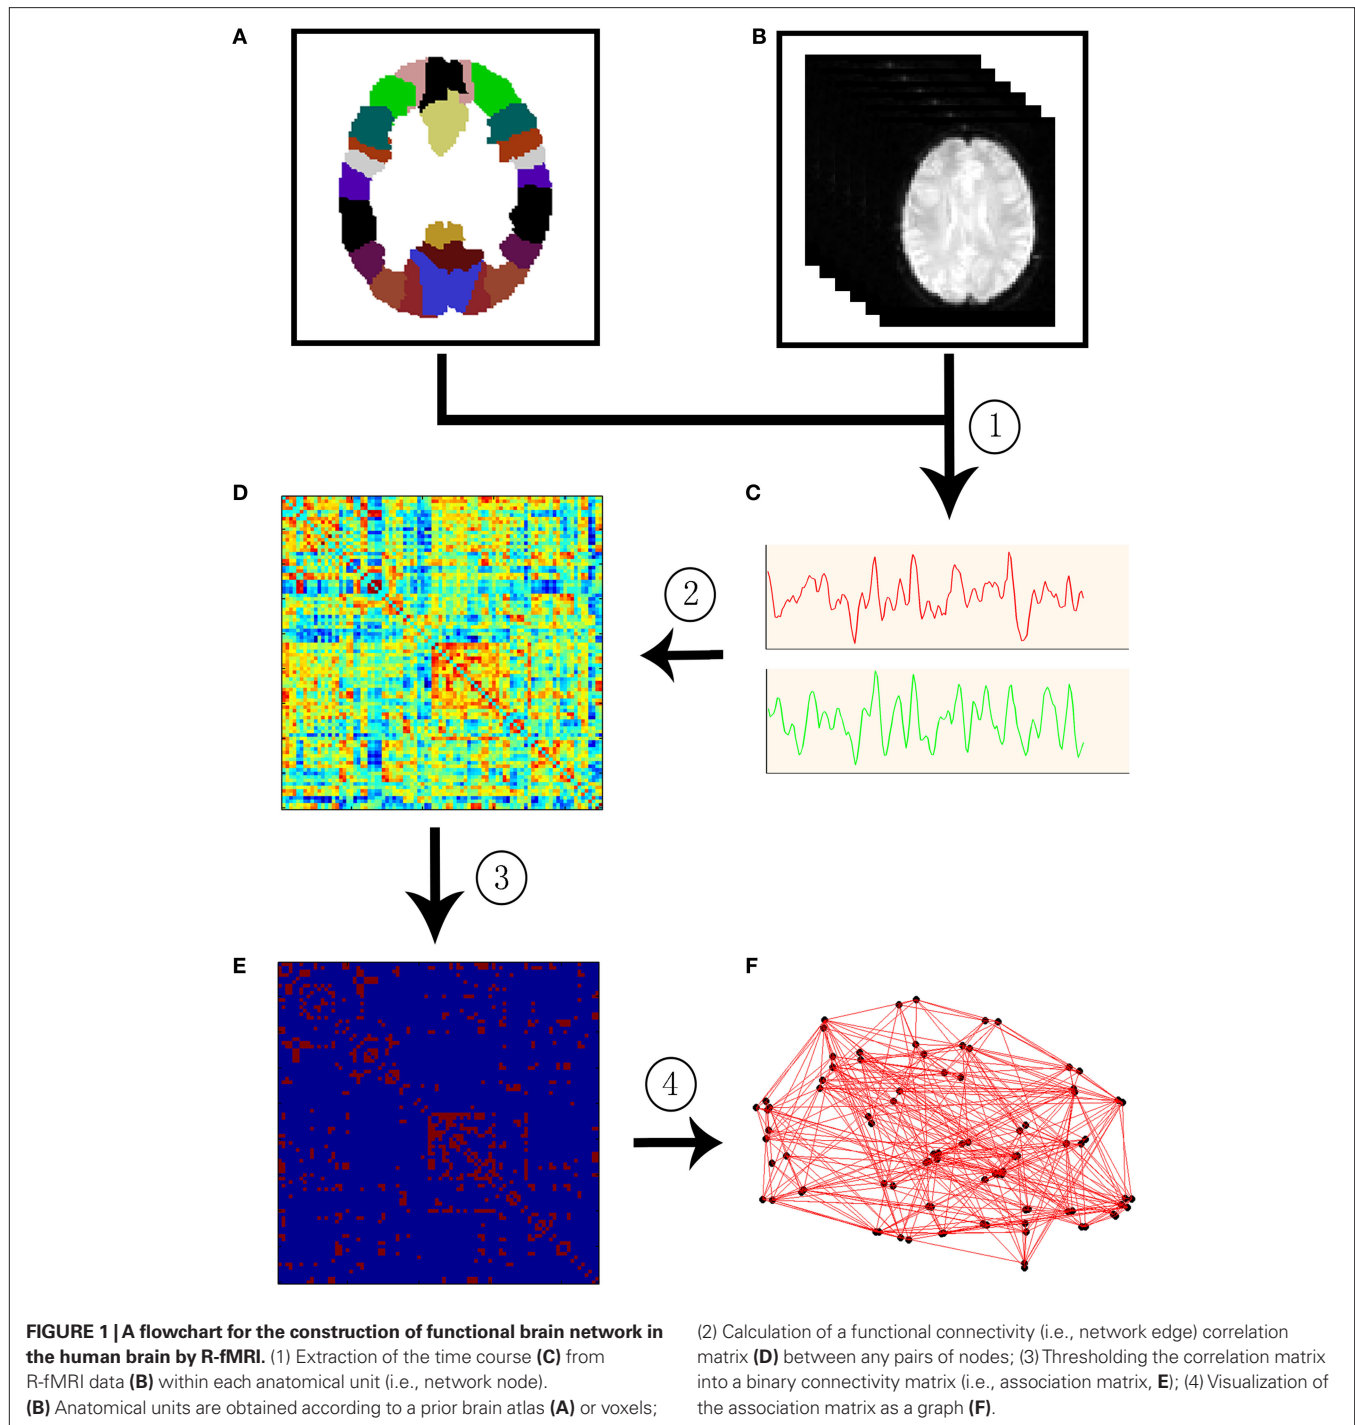 A
B
1
D
C
2
3
E
F
4
FIGURE 1 | A flowchart for the construction of functional brain network in
the human brain by R-fMRI. (1) Extraction of the time course (C) from
R-fMRI data (B) within each anatomical unit (i.e., network node).
(B) Anatomical units are obtained according to a prior brain atlas (A) or voxels;
(2) Calculation of a functional connectivity (i.e., network edge) correlation
matrix (D) between any pairs of nodes; (3) Thresholding the correlation matrix
into a binary connectivity matrix (i.e., association matrix, E); (4) Visualization of
the association matrix as a graph (F).